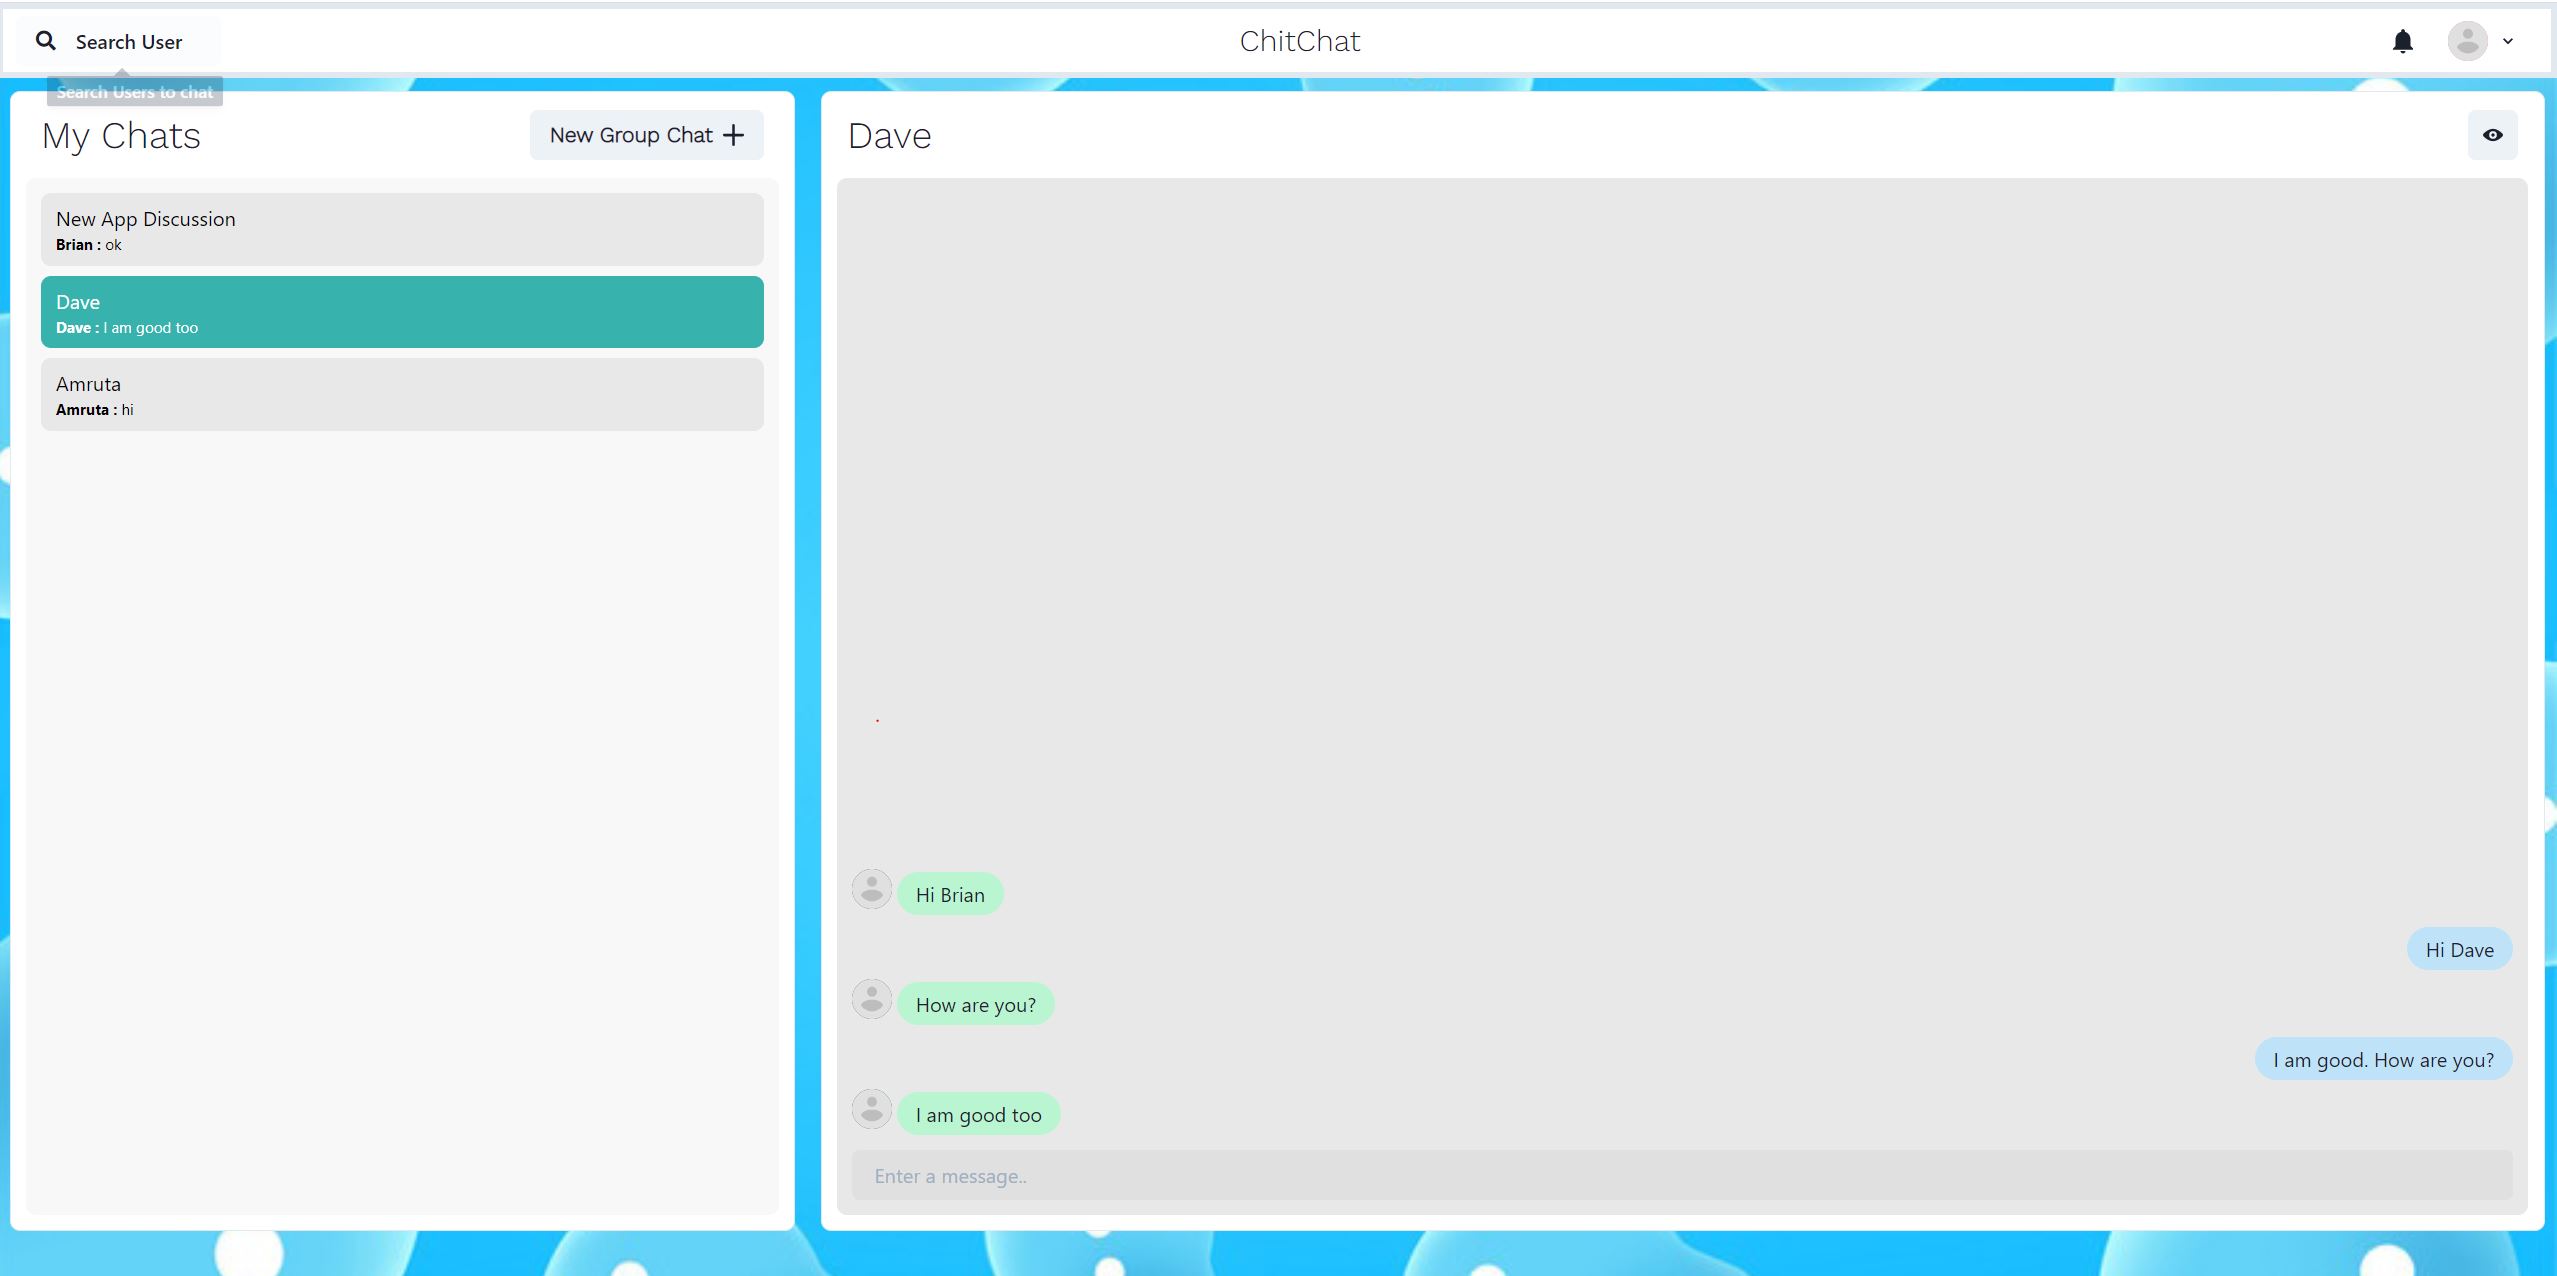 Search User
ChitChat
Search Users to chat
My Chats
New Group Chat
New App Discussion
Brian : ok
Dave
Dave : I am good too
Amruta
Amruta : hi
Dave
Hi Brian
Hi Dave
How are you?
I am good. How are you?
I am good too
Enter a message..